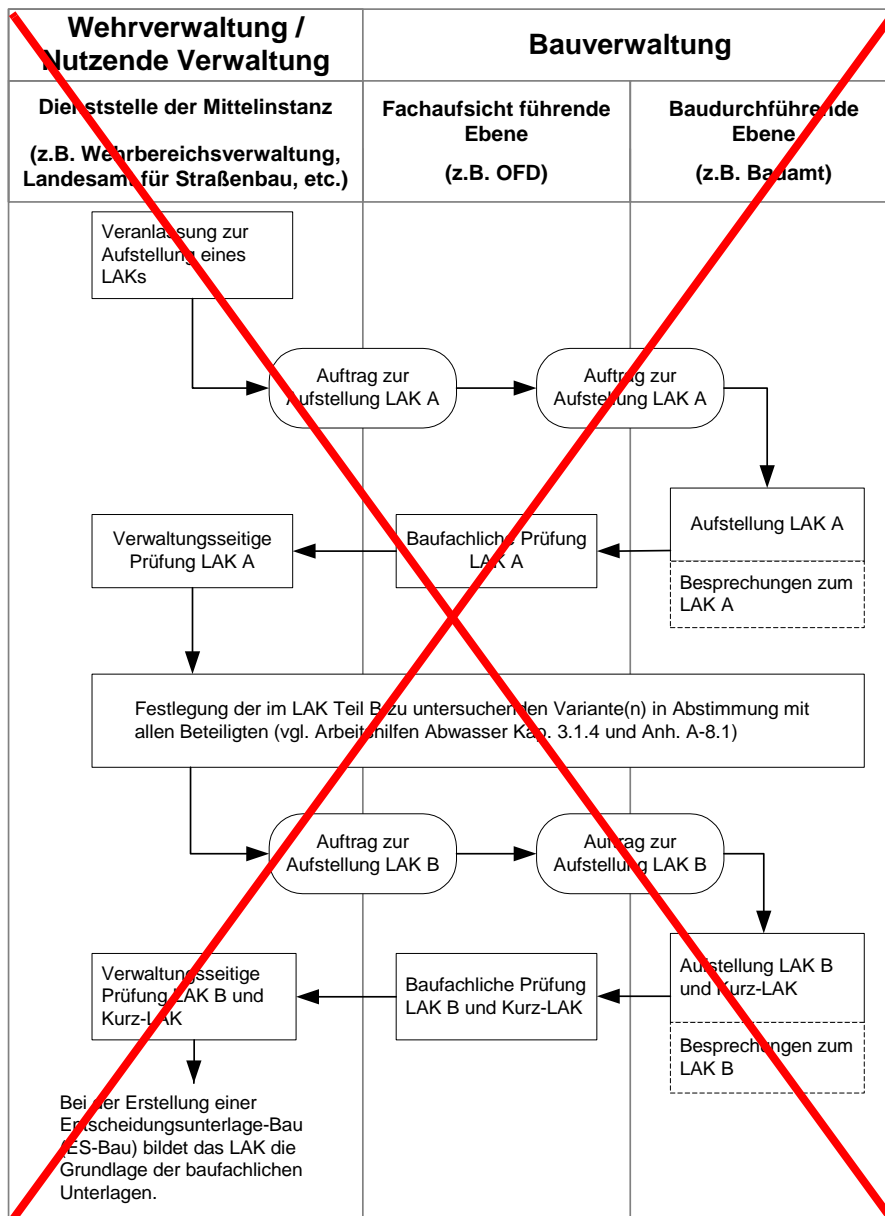 Wehrverwaltung /
Nutzende Verwaltung
Bauverwaltung
Dienststelle der Mittelinstanz
(z.B. Wehrbereichsverwaltung,
Landesamt für Straßenbau, etc.)
Fachaufsicht führende
Ebene
(z.B. OFD)
Baudurchführende
Ebene
(z.B. Bauamt)
Veranlassung zur
Aufstellung eines
LAKs
Auftrag zur
Aufstellung LAK A
Auftrag zur
Aufstellung LAK A
Verwaltungsseitige
Prüfung LAK A
Baufachliche Prüfung
LAK A
Aufstellung LAK A
Besprechungen zum
LAK A
Festlegung der im LAK Teil B zu untersuchenden Variante(n) in Abstimmung mit
allen Beteiligten (vgl. Arbeitshilfen Abwasser Kap. 3.1.4 und Anh. A-8.1)
Auftrag zur
Aufstellung LAK B
Auftrag zur
Aufstellung LAK B
Verwaltungsseitige
Prüfung LAK B und
Kurz-LAK
Baufachliche Prüfung
LAK B und Kurz-LAK
Aufstellung LAK B
und Kurz-LAK
Besprechungen zum
LAK B
Bei der Erstellung einer
Entscheidungsunterlage-Bau
(ES-Bau) bildet das LAK die
Grundlage der baufachlichen
Unterlagen.